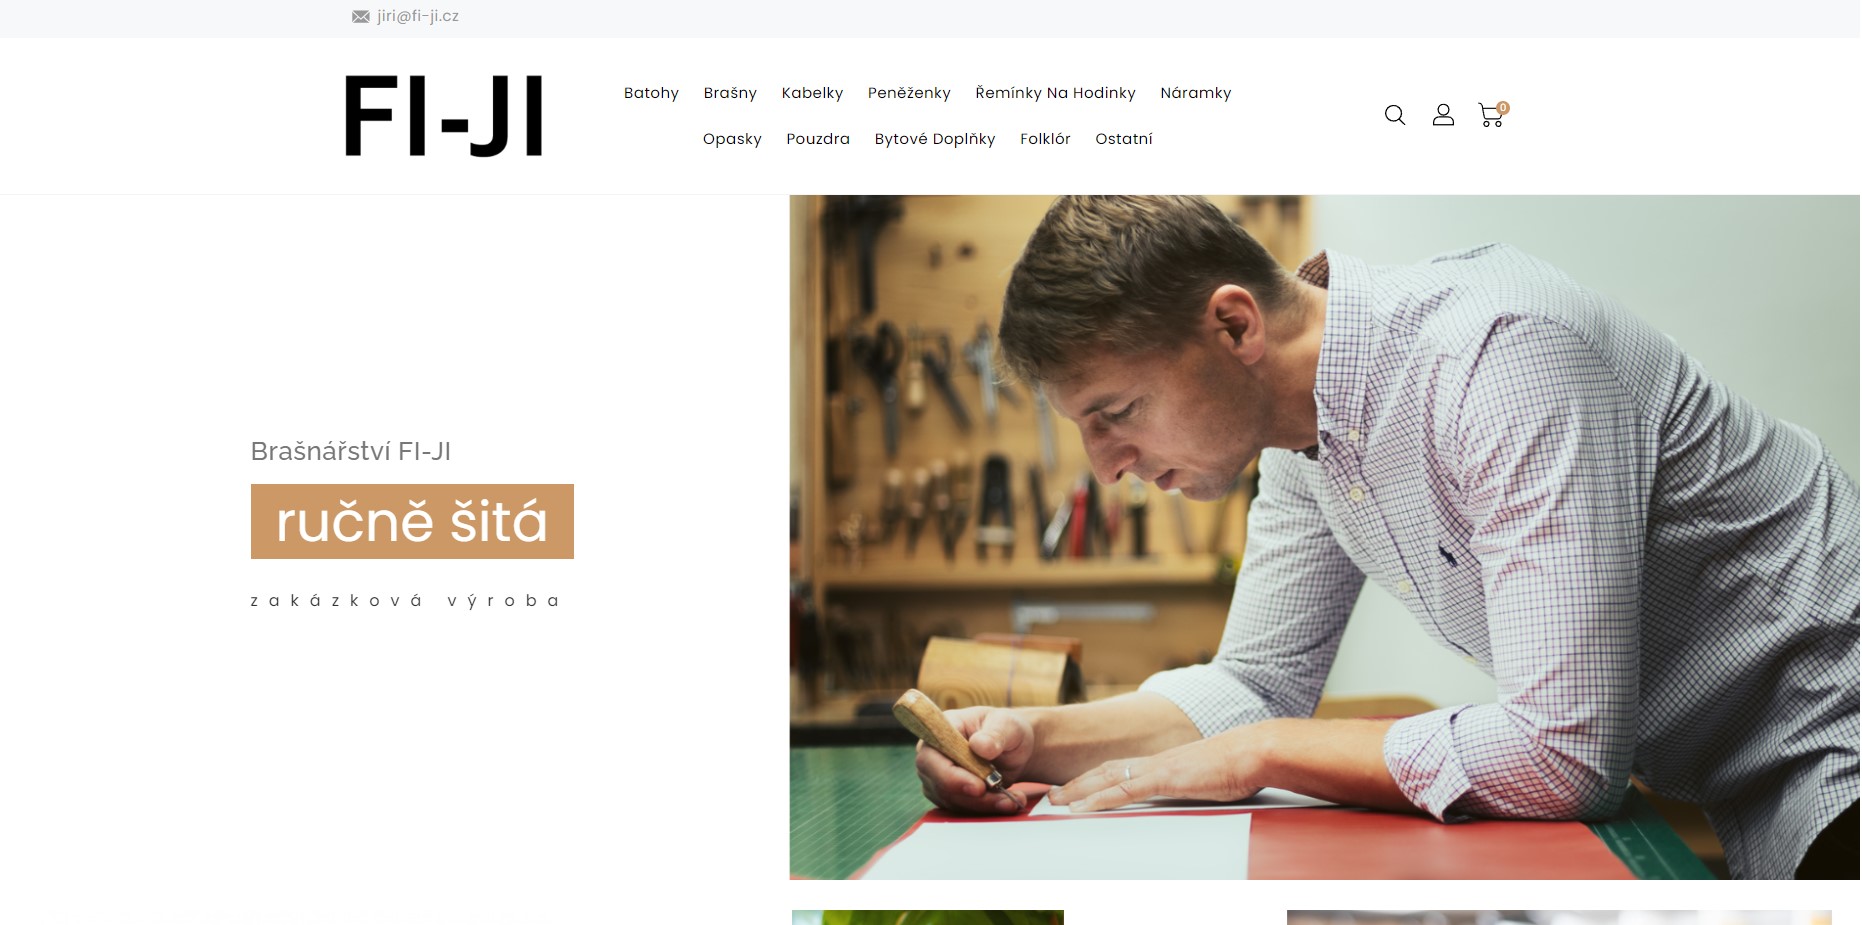 jiri@fi-ji.cz
FI-JI
Batohy Brašny Kabelky Peněženky Řemínky Na Hodinky Náramky
Opasky Pouzdra Bytové Doplňky Folklór Ostatní
0
Brašnářství FI-JI
ručně šitá
zakázková výroba